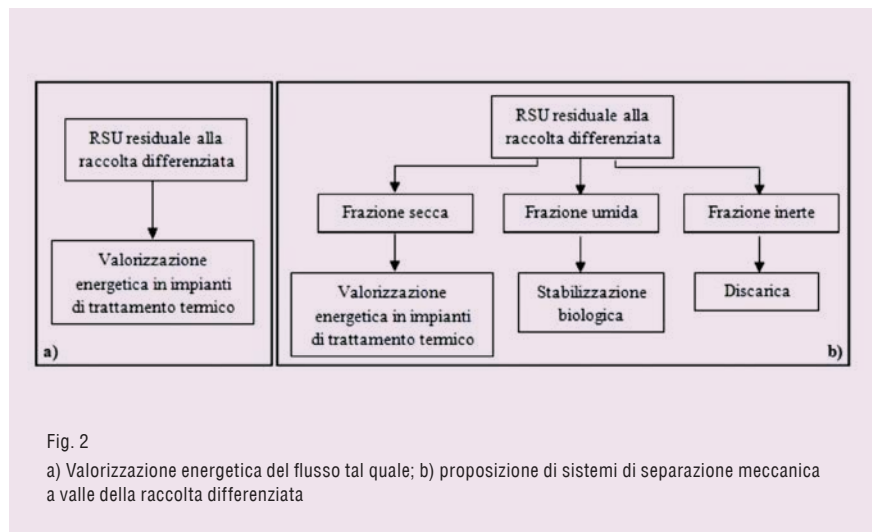 RSU residuale alla
raccolta differenziata
Valorizzazione
energetica in impianti
di trattamento termico
a)
RSU residuale alla
raccolta differenziata
Frazione secca
Frazione umida
Frazione inerte
Valorizzazione
energetica in impianti
di trattamento termico
Stabilizzazione
biologica
Discarica
b)
Fig. 2
a) Valorizzazione energetica del flusso tal quale; b) proposizione di sistemi di separazione meccanica
a valle della raccolta differenziata